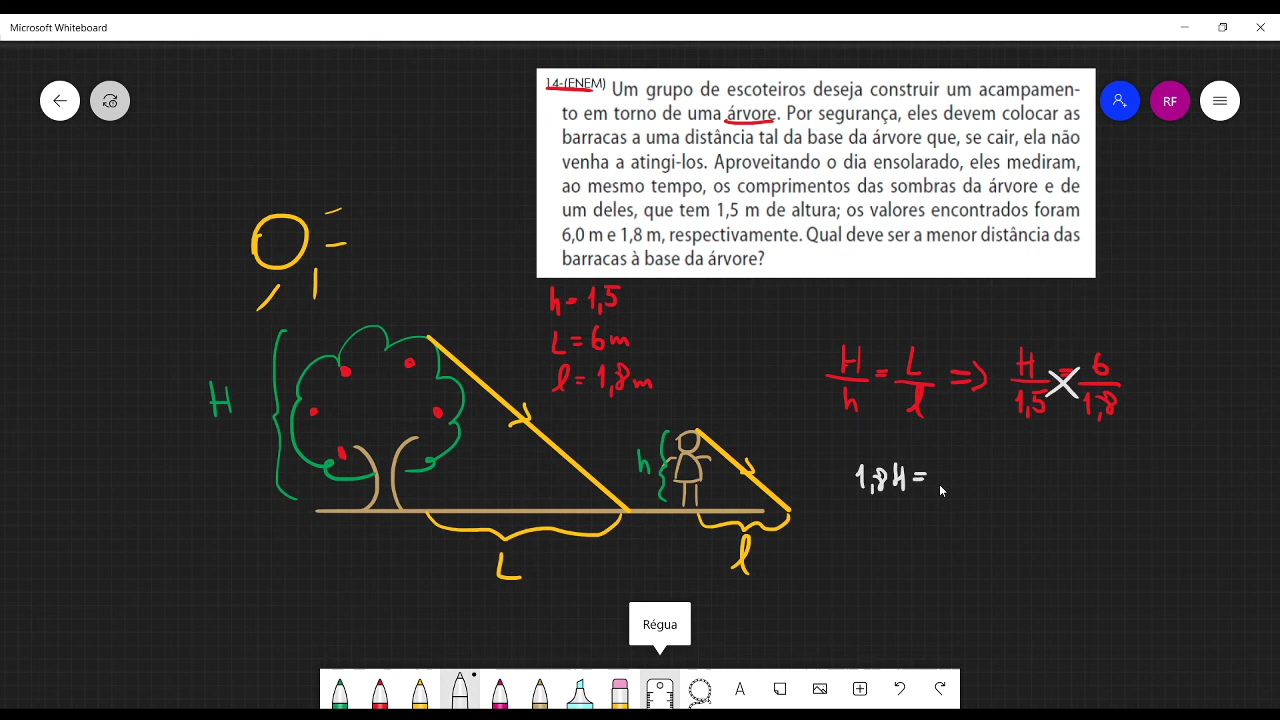 Microsoft Whiteboard
14-(ENEM) Um grupo de escoteiros deseja construir um acampamen-
to em torno de uma árvore. Por segurança, eles devem colocar as
barracas a uma distância tal da base da árvore que, se cair, ela não
venha a atingi-los. Aproveitando o dia ensolarado, eles mediram,
ao mesmo tempo, os comprimentos das sombras da árvore e de
um deles, que tem 1,5 m de altura; os valores encontrados foram
6,0 m e 1,8 m, respectivamente. Qual deve ser a menor distância das
barracas à base da árvore?
RF
h = 1,5
L = 6 m
l = 1,8 m
H/h = L/l => H/1,5 = 6/1,8
H
h
1,8H =
L
l
Régua
A